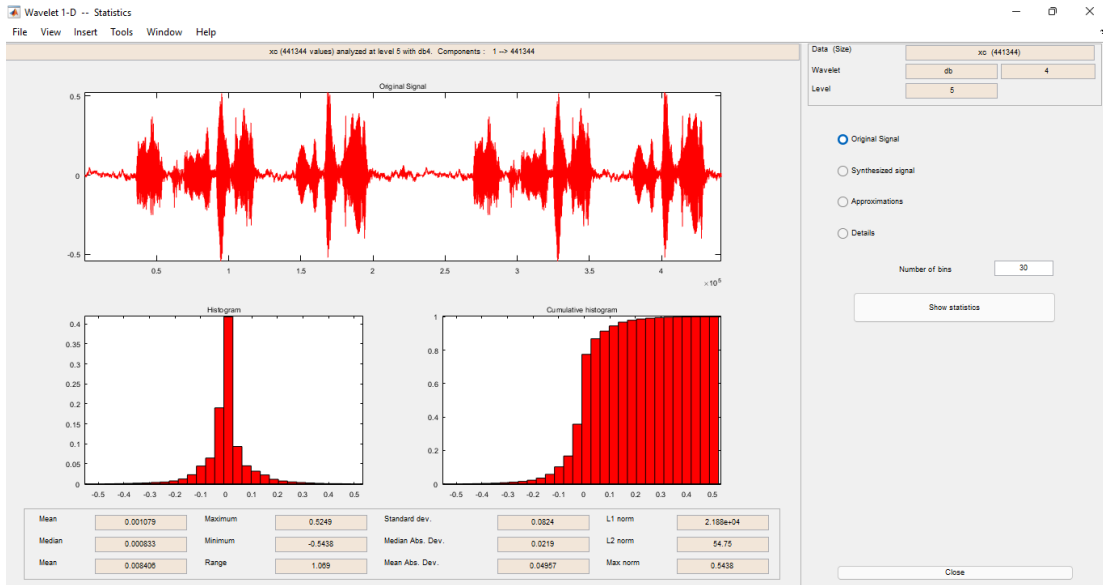 Wavelet 1-D -- Statistics
File View Insert Tools Window Help
xc (441344 values) analyzed at level 5 with db4. Components : 1 --> 441344
Data (Size) xc (441344)
Wavelet db 4
Level 5
Original Signal
0.5
0
-0.5
0.5 1 1.5 2 2.5 3 3.5 4
×10^5
Original Signal
Synthesized signal
Approximations
Details
Number of bins 30
Show statistics
Histogram
0.4
0.35
0.3
0.25
0.2
0.15
0.1
0.05
0
-0.5 -0.4 -0.3 -0.2 -0.1 0 0.1 0.2 0.3 0.4 0.5
Cumulative histogram
1
0.8
0.6
0.4
0.2
0
-0.5 -0.4 -0.3 -0.2 -0.1 0 0.1 0.2 0.3 0.4 0.5
Mean 0.001079 Maximum 0.5249 Standard dev. 0.0824 L1 norm 2.188e+04
Median 0.000833 Minimum -0.5438 Median Abs. Dev. 0.0219 L2 norm 54.75
Mean 0.008406 Range 1.069 Mean Abs. Dev. 0.04957 Max norm 0.5438
Close